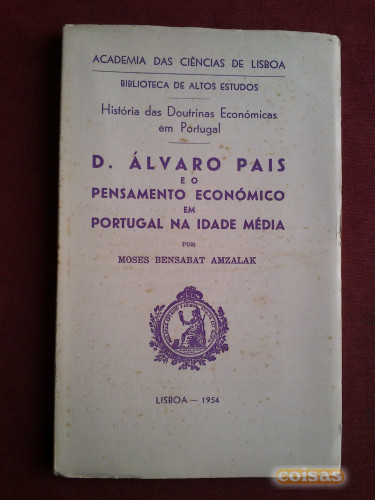 ACADEMIA DAS CIÊNCIAS DE LISBOA
BIBLIOTECA DE ALTOS ESTUDOS
História das Doutrinas Económicas
em Portugal
D. ÁLVARO PAIS
E O
PENSAMENTO ECONÓMICO
EM
PORTUGAL NA IDADE MÉDIA
POR
MOSES BENSABAT AMZALAK
LISBOA — 1954
coisas